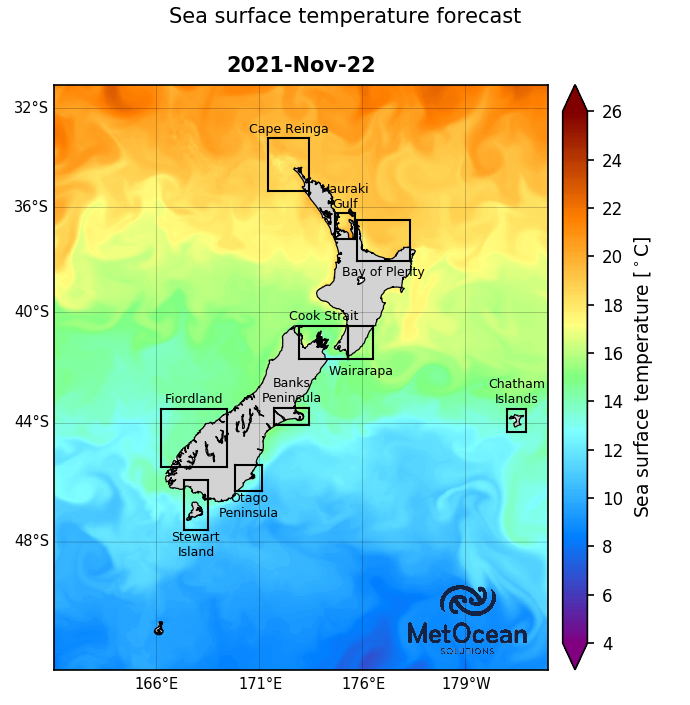 Sea surface temperature forecast
2021-Nov-22
32°S
36°S
40°S
44°S
48°S
166°E
171°E
176°E
179°W
Cape Reinga
Hauraki
Gulf
Bay of Plenty
Cook Strait
Wairarapa
Banks
Peninsula
Fiordland
Chatham
Islands
Otago
Peninsula
Stewart
Island
MetOcean
SOLUTIONS
26
24
22
20
18
16
14
12
10
8
6
4
Sea surface temperature [°C]